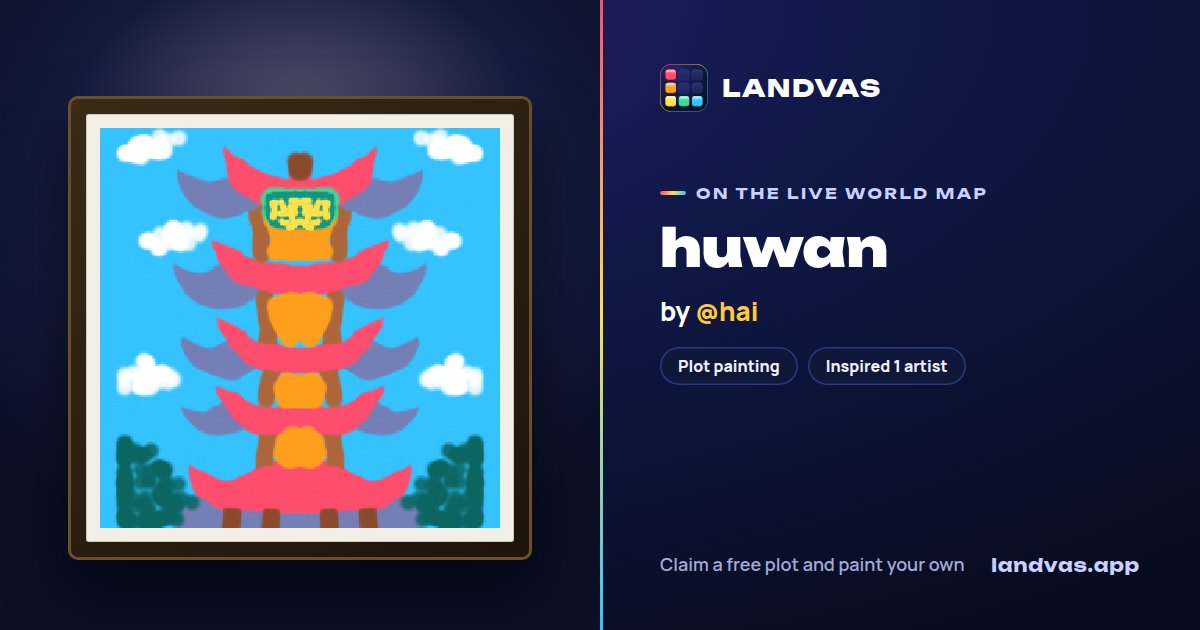 LANDVAS
ON THE LIVE WORLD MAP
huwan
by @hai
Plot painting
Inspired 1 artist
Claim a free plot and paint your own
landvas.app